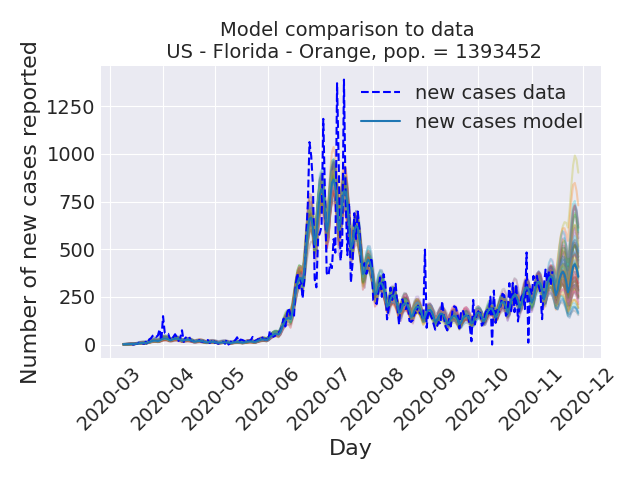 Model comparison to data
US - Florida - Orange, pop. = 1393452
Number of new cases reported
1250
1000
750
500
250
0
new cases data
new cases model
2020-03
2020-04
2020-05
2020-06
2020-07
2020-08
2020-09
2020-10
2020-11
2020-12
Day